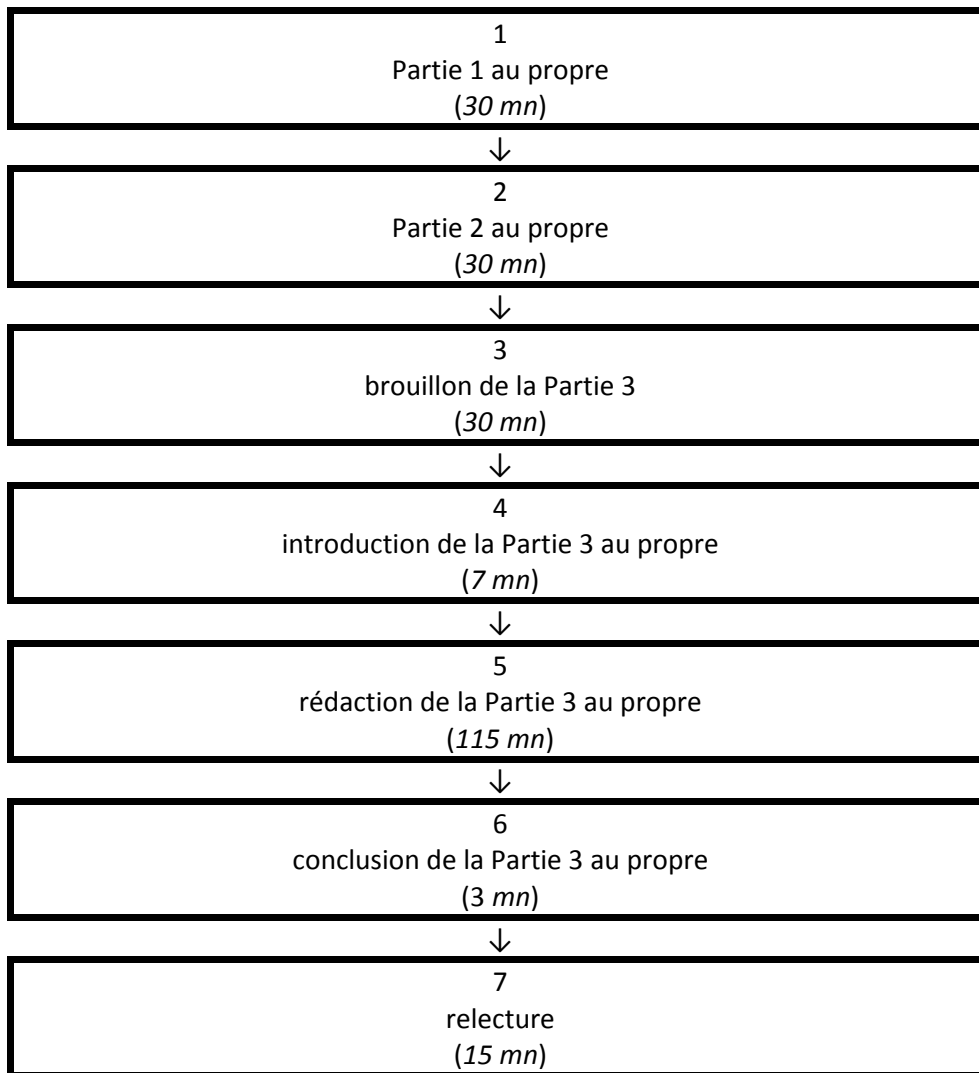 1
Partie 1 au propre
(30 mn)
↓
2
Partie 2 au propre
(30 mn)
↓
3
brouillon de la Partie 3
(30 mn)
↓
4
introduction de la Partie 3 au propre
(7 mn)
↓
5
rédaction de la Partie 3 au propre
(115 mn)
↓
6
conclusion de la Partie 3 au propre
(3 mn)
↓
7
relecture
(15 mn)